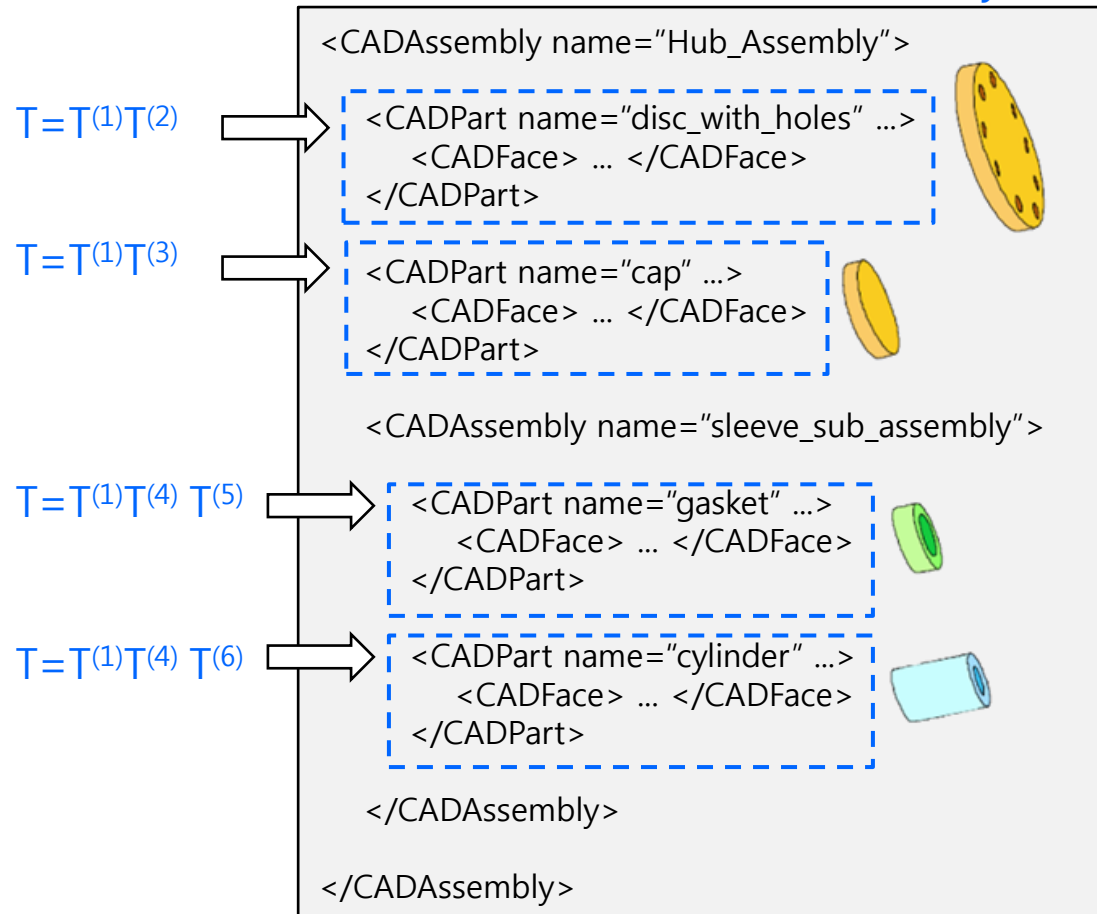 <CADAssembly name="Hub_Assembly">
T=T(1)T(2)
<CADPart name="disc_with_holes" ...>
<CADFace> ... </CADFace>
</CADPart>
T=T(1)T(3)
<CADPart name="cap" ...>
<CADFace> ... </CADFace>
</CADPart>
<CADAssembly name="sleeve_sub_assembly">
T=T(1)T(4) T(5)
<CADPart name="gasket" ...>
<CADFace> ... </CADFace>
</CADPart>
T=T(1)T(4) T(6)
<CADPart name="cylinder" ...>
<CADFace> ... </CADFace>
</CADPart>
</CADAssembly>
</CADAssembly>